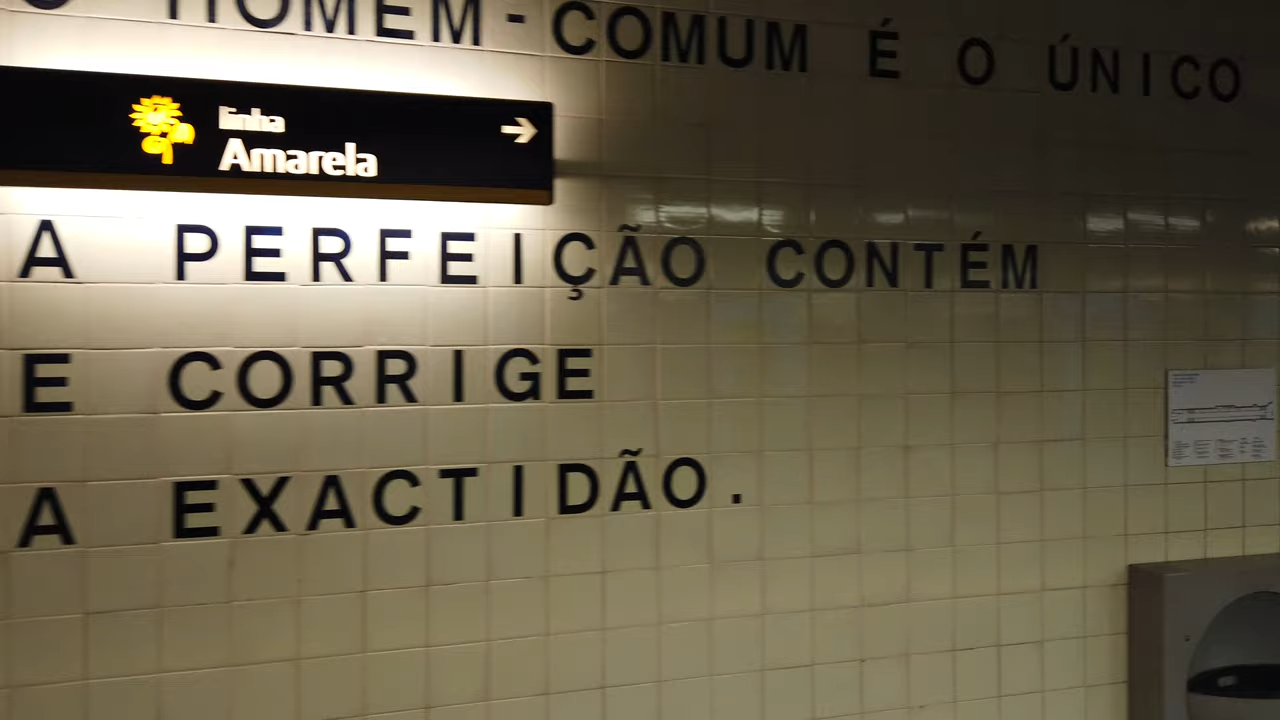 O HOMEM-COMUM É O ÚNICO
linha
Amarela
A PERFEIÇÃO CONTÉM
E CORRIGE
A EXACTIDÃO.